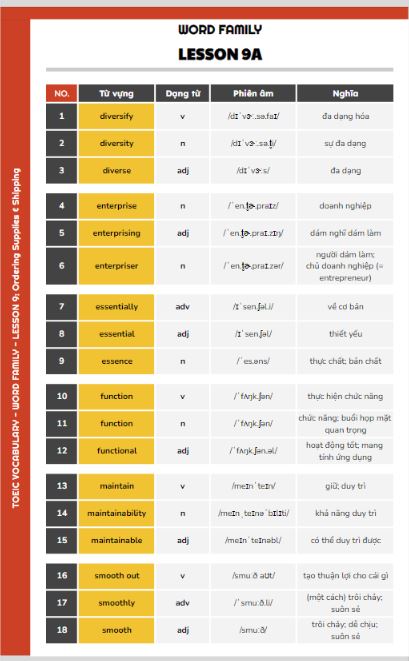 WORD FAMILY
LESSON 9A
TOEIC VOCABULARY - WORD FAMILY - LESSON 9: Ordering Supplies & Shipping
NO. Từ vựng Dạng từ Phiên âm Nghĩa
1 diversify v /dɪˈvɝː.sə.faɪ/ đa dạng hóa
2 diversity n /dɪˈvɝː.sə.t̬i/ sự đa dạng
3 diverse adj /dɪˈvɝːs/ đa dạng
4 enterprise n /ˈen.t̬ɚ.praɪz/ doanh nghiệp
5 enterprising adj /ˈen.t̬ɚ.praɪ.zɪŋ/ dám nghĩ dám làm
6 enterpriser n /ˈen.t̬ɚ.praɪ.zər/ người dám làm;
chủ doanh nghiệp (=
entrepreneur)
7 essentially adv /ɪˈsen.ʃəl.i/ về cơ bản
8 essential adj /ɪˈsen.ʃəl/ thiết yếu
9 essence n /ˈes.əns/ thực chất; bản chất
10 function v /ˈfʌŋk.ʃən/ thực hiện chức năng
11 function n /ˈfʌŋk.ʃən/ chức năng; buổi họp mặt
quan trọng
12 functional adj /ˈfʌŋk.ʃən.əl/ hoạt động tốt; mang
tính ứng dụng
13 maintain v /meɪnˈteɪn/ giữ; duy trì
14 maintainability n /meɪnˌteɪnəˈbɪlɪti/ khả năng duy trì
15 maintainable adj /meɪnˈteɪnəbl/ có thể duy trì được
16 smooth out v /smuːð aʊt/ tạo thuận lợi cho cái gì
17 smoothly adv /ˈsmuːð.li/ (một cách) trôi chảy;
suôn sẻ
18 smooth adj /smuːð/ trôi chảy; dễ chịu;
suôn sẻ